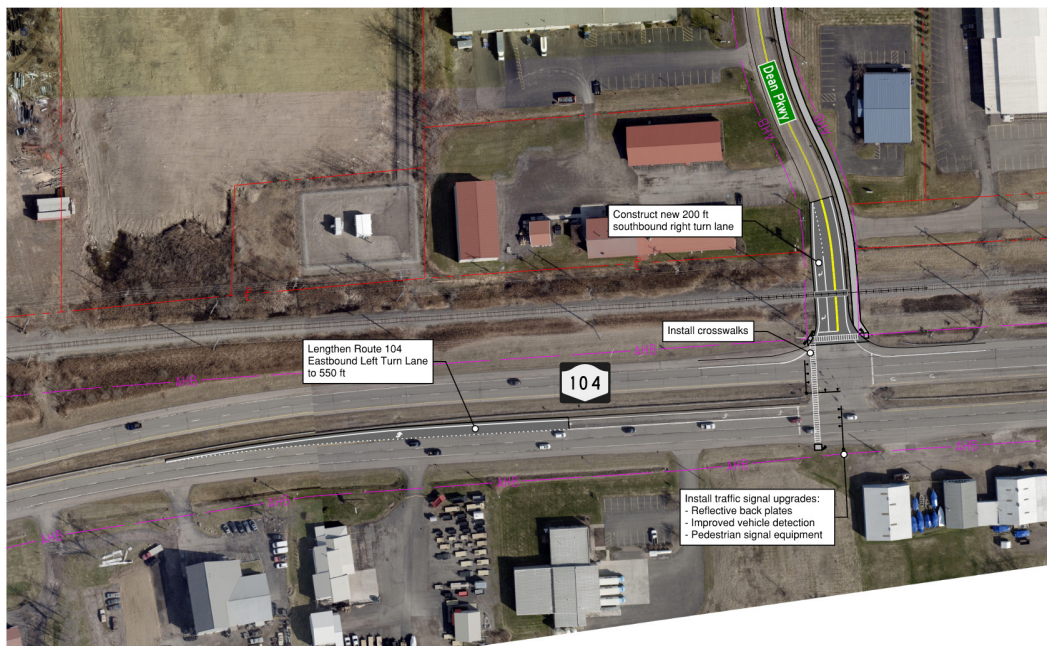 Dean Pkwy
Construct new 200 ft
southbound right turn lane
Install crosswalks
Lengthen Route 104
Eastbound Left Turn Lane
to 550 ft
104
Install traffic signal upgrades:
- Reflective back plates
- Improved vehicle detection
- Pedestrian signal equipment